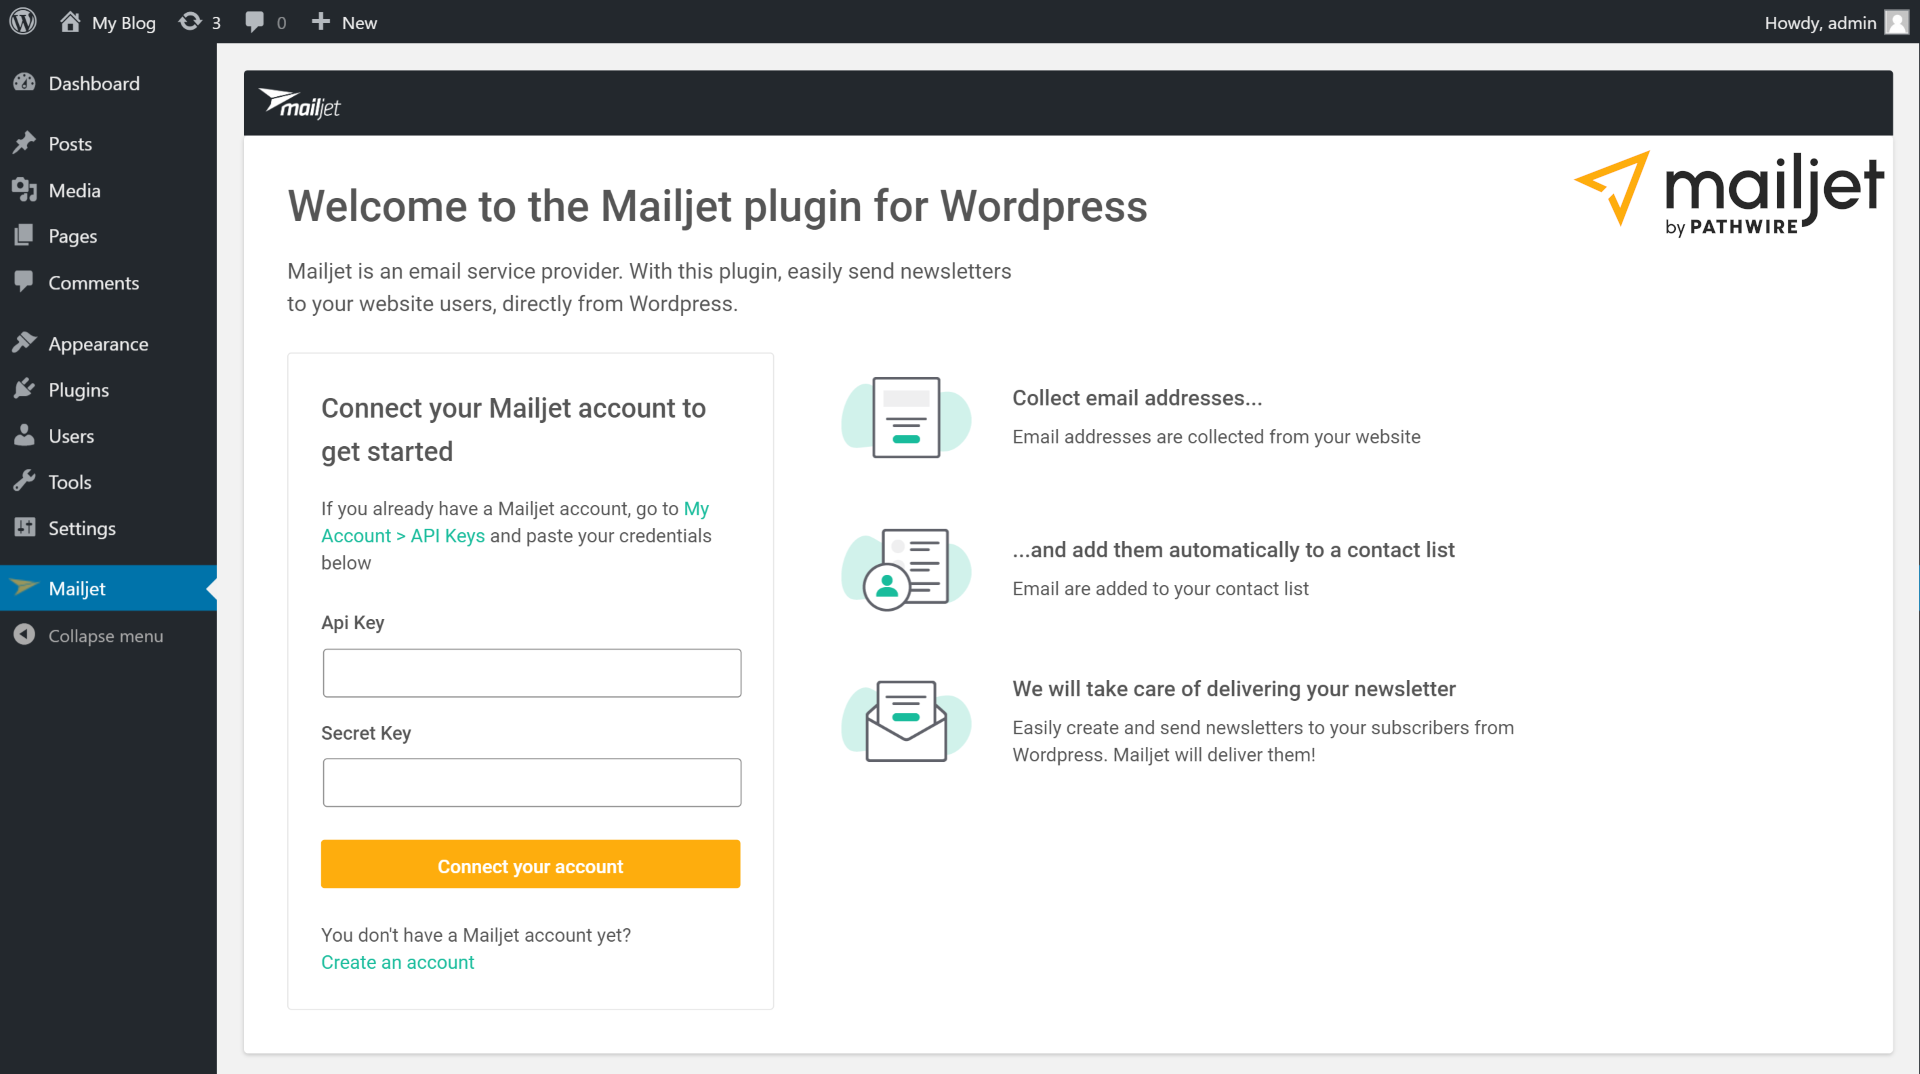 My Blog 3 0 New Howdy, admin
Dashboard
Posts
Media
Pages
Comments
Appearance
Plugins
Users
Tools
Settings
Mailjet
Collapse menu
mailjet
mailjet
by PATHWIRE
Welcome to the Mailjet plugin for Wordpress
Mailjet is an email service provider. With this plugin, easily send newsletters
to your website users, directly from Wordpress.
Connect your Mailjet account to
get started
If you already have a Mailjet account, go to My
Account > API Keys and paste your credentials
below
Api Key
Secret Key
Connect your account
You don't have a Mailjet account yet?
Create an account
Collect email addresses...
Email addresses are collected from your website
...and add them automatically to a contact list
Email are added to your contact list
We will take care of delivering your newsletter
Easily create and send newsletters to your subscribers from
Wordpress. Mailjet will deliver them!